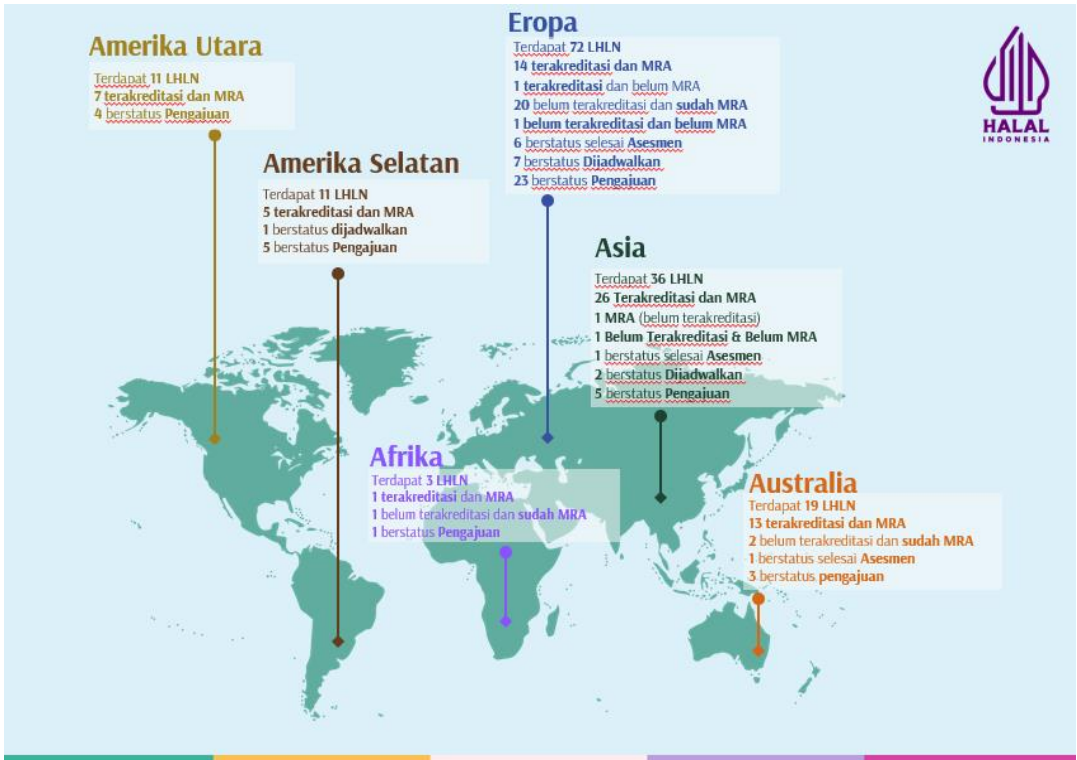 Amerika Utara
Terdapat 11 LHLN
7 terakreditasi dan MRA
4 berstatus Pengajuan
Amerika Selatan
Terdapat 11 LHLN
5 terakreditasi dan MRA
1 berstatus dijadwalkan
5 berstatus Pengajuan
Eropa
Terdapat 72 LHLN
14 terakreditasi dan MRA
1 terakreditasi dan belum MRA
20 belum terakreditasi dan sudah MRA
1 belum terakreditasi dan belum MRA
6 berstatus selesai Asesmen
7 berstatus Dijadwalkan
23 berstatus Pengajuan
HALAL
INDONESIA
Asia
Terdapat 36 LHLN
26 Terakreditasi dan MRA
1 MRA (belum terakreditasi)
1 Belum Terakreditasi & Belum MRA
1 berstatus selesai Asesmen
2 berstatus Dijadwalkan
5 berstatus Pengajuan
Afrika
Terdapat 3 LHLN
1 terakreditasi dan MRA
1 belum terakreditasi dan sudah MRA
1 berstatus Pengajuan
Australia
Terdapat 19 LHLN
13 terakreditasi dan MRA
2 belum terakreditasi dan sudah MRA
1 berstatus selesai Asesmen
3 berstatus pengajuan